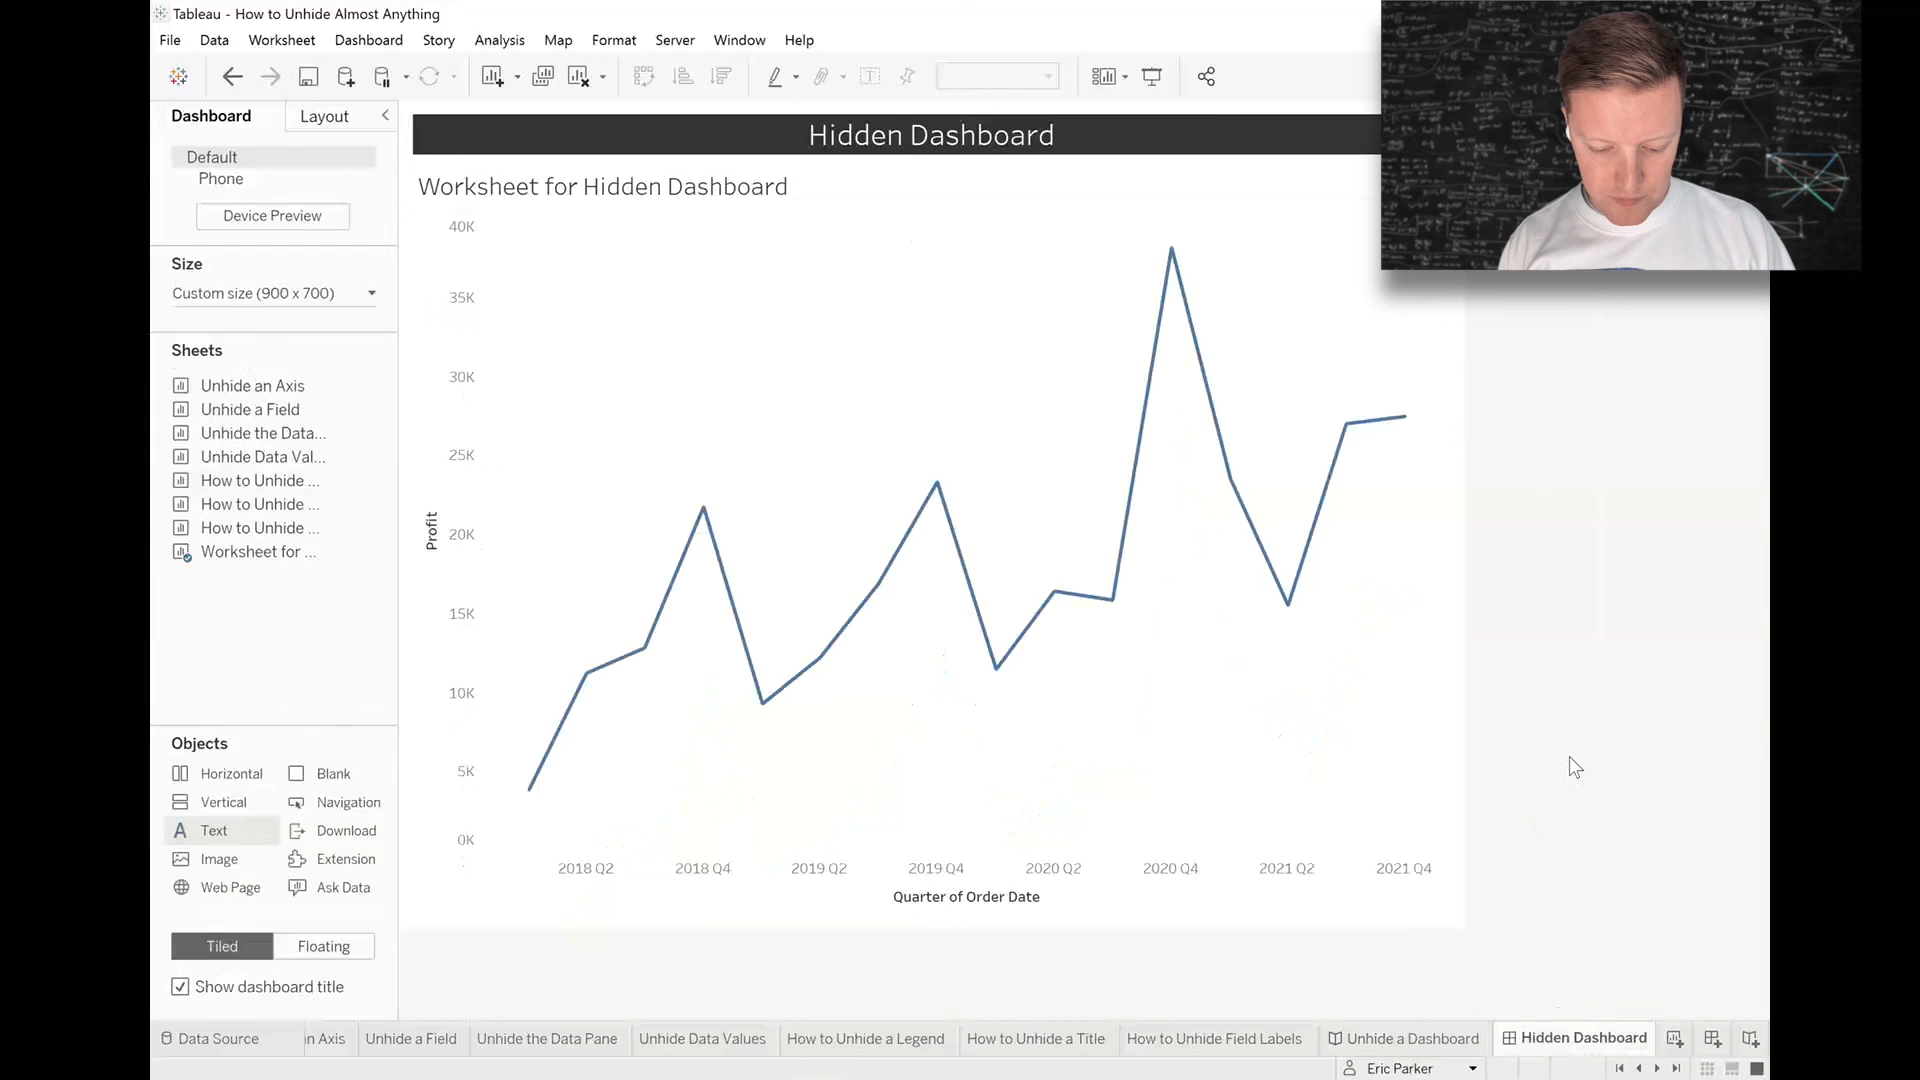 Tableau - How to Unhide Almost Anything
File Data Worksheet Dashboard Story Analysis Map Format Server Window Help
Dashboard Layout
Default
Phone
Device Preview
Size
Custom size (900 x 700)
Sheets
Unhide an Axis
Unhide a Field
Unhide the Data...
Unhide Data Val...
How to Unhide ...
How to Unhide ...
How to Unhide ...
Worksheet for ...
Objects
Horizontal Blank
Vertical Navigation
Text Download
Image Extension
Web Page Ask Data
Tiled Floating
Show dashboard title
Hidden Dashboard
Worksheet for Hidden Dashboard
40K
35K
30K
25K
20K
15K
10K
5K
0K
Profit
2018 Q2 2018 Q4 2019 Q2 2019 Q4 2020 Q2 2020 Q4 2021 Q2 2021 Q4
Quarter of Order Date
Data Source n Axis Unhide a Field Unhide the Data Pane Unhide Data Values How to Unhide a Legend How to Unhide a Title How to Unhide Field Labels Unhide a Dashboard Hidden Dashboard
Eric Parker